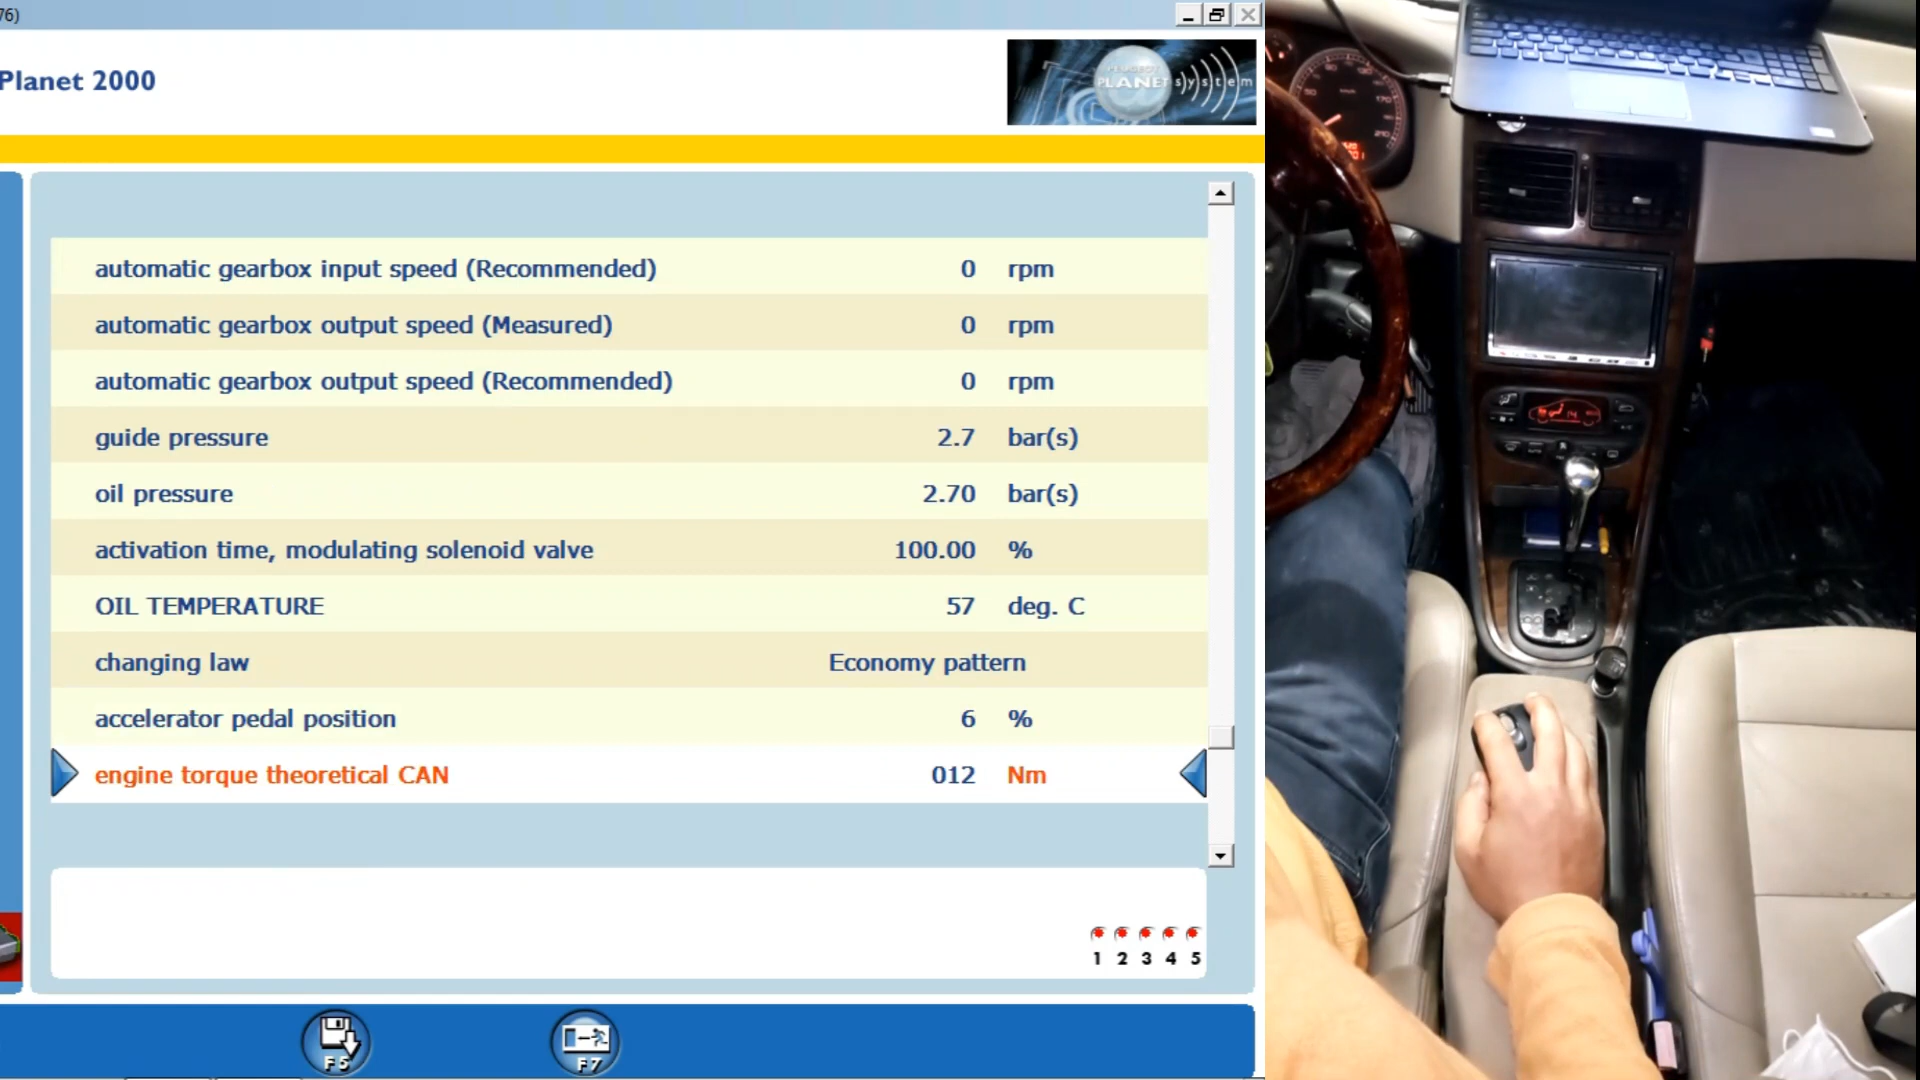 76)
Planet 2000
PEUGEOT
PLANET system
automatic gearbox input speed (Recommended) 0 rpm
automatic gearbox output speed (Measured) 0 rpm
automatic gearbox output speed (Recommended) 0 rpm
guide pressure 2.7 bar(s)
oil pressure 2.70 bar(s)
activation time, modulating solenoid valve 100.00 %
OIL TEMPERATURE 57 deg. C
changing law Economy pattern
accelerator pedal position 6 %
engine torque theoretical CAN 012 Nm
1 2 3 4 5
F5 F7